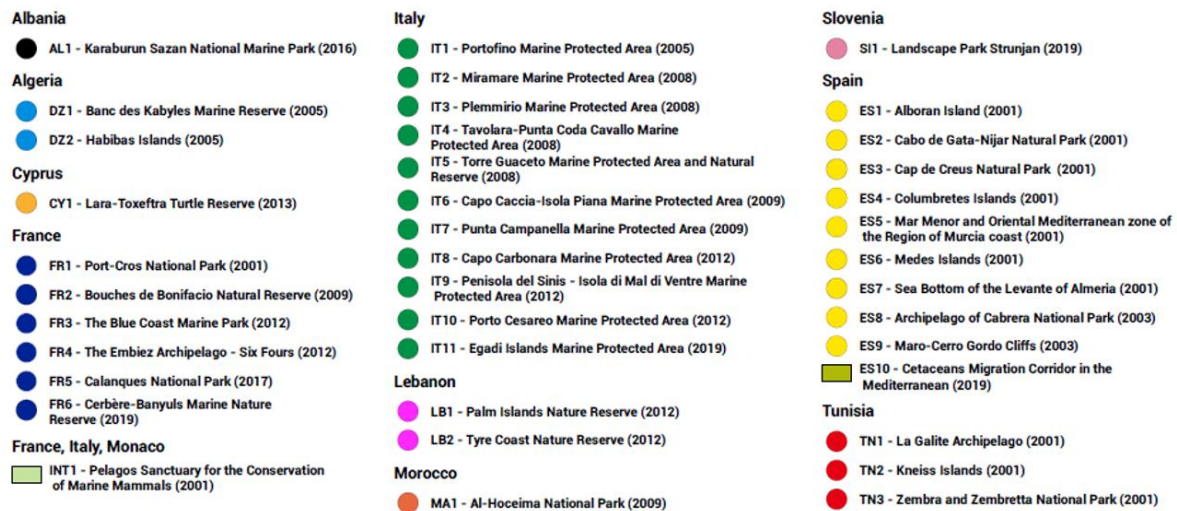 Albania
AL1 - Karaburun Sazan National Marine Park (2016)
Algeria
DZ1 - Banc des Kabyles Marine Reserve (2005)
DZ2 - Habibas Islands (2005)
Cyprus
CY1 - Lara-Toxeftra Turtle Reserve (2013)
France
FR1 - Port-Cros National Park (2001)
FR2 - Bouches de Bonifacio Natural Reserve (2009)
FR3 - The Blue Coast Marine Park (2012)
FR4 - The Embiez Archipelago - Six Fours (2012)
FR5 - Calanques National Park (2017)
FR6 - Cerbère-Banyuls Marine Nature
Reserve (2019)
France, Italy, Monaco
INT1 - Pelagos Sanctuary for the Conservation
of Marine Mammals (2001)
Italy
IT1 - Portofino Marine Protected Area (2005)
IT2 - Miramare Marine Protected Area (2008)
IT3 - Plemmirio Marine Protected Area (2008)
IT4 - Tavolara-Punta Coda Cavallo Marine
Protected Area (2008)
IT5 - Torre Guaceto Marine Protected Area and Natural
Reserve (2008)
IT6 - Capo Caccia-Isola Piana Marine Protected Area (2009)
IT7 - Punta Campanella Marine Protected Area (2009)
IT8 - Capo Carbonara Marine Protected Area (2012)
IT9 - Penisola del Sinis - Isola di Mal di Ventre Marine
Protected Area (2012)
IT10 - Porto Cesareo Marine Protected Area (2012)
IT11 - Egadi Islands Marine Protected Area (2019)
Lebanon
LB1 - Palm Islands Nature Reserve (2012)
LB2 - Tyre Coast Nature Reserve (2012)
Morocco
MA1 - Al-Hoceima National Park (2009)
Slovenia
SI1 - Landscape Park Strunjan (2019)
Spain
ES1 - Alboran Island (2001)
ES2 - Cabo de Gata-Nijar Natural Park (2001)
ES3 - Cap de Creus Natural Park (2001)
ES4 - Columbretes Islands (2001)
ES5 - Mar Menor and Oriental Mediterranean zone of
the Region of Murcia coast (2001)
ES6 - Medes Islands (2001)
ES7 - Sea Bottom of the Levante of Almeria (2001)
ES8 - Archipelago of Cabrera National Park (2003)
ES9 - Maro-Cerro Gordo Cliffs (2003)
ES10 - Cetaceans Migration Corridor in the
Mediterranean (2019)
Tunisia
TN1 - La Galite Archipelago (2001)
TN2 - Kneiss Islands (2001)
TN3 - Zembra and Zembretta National Park (2001)